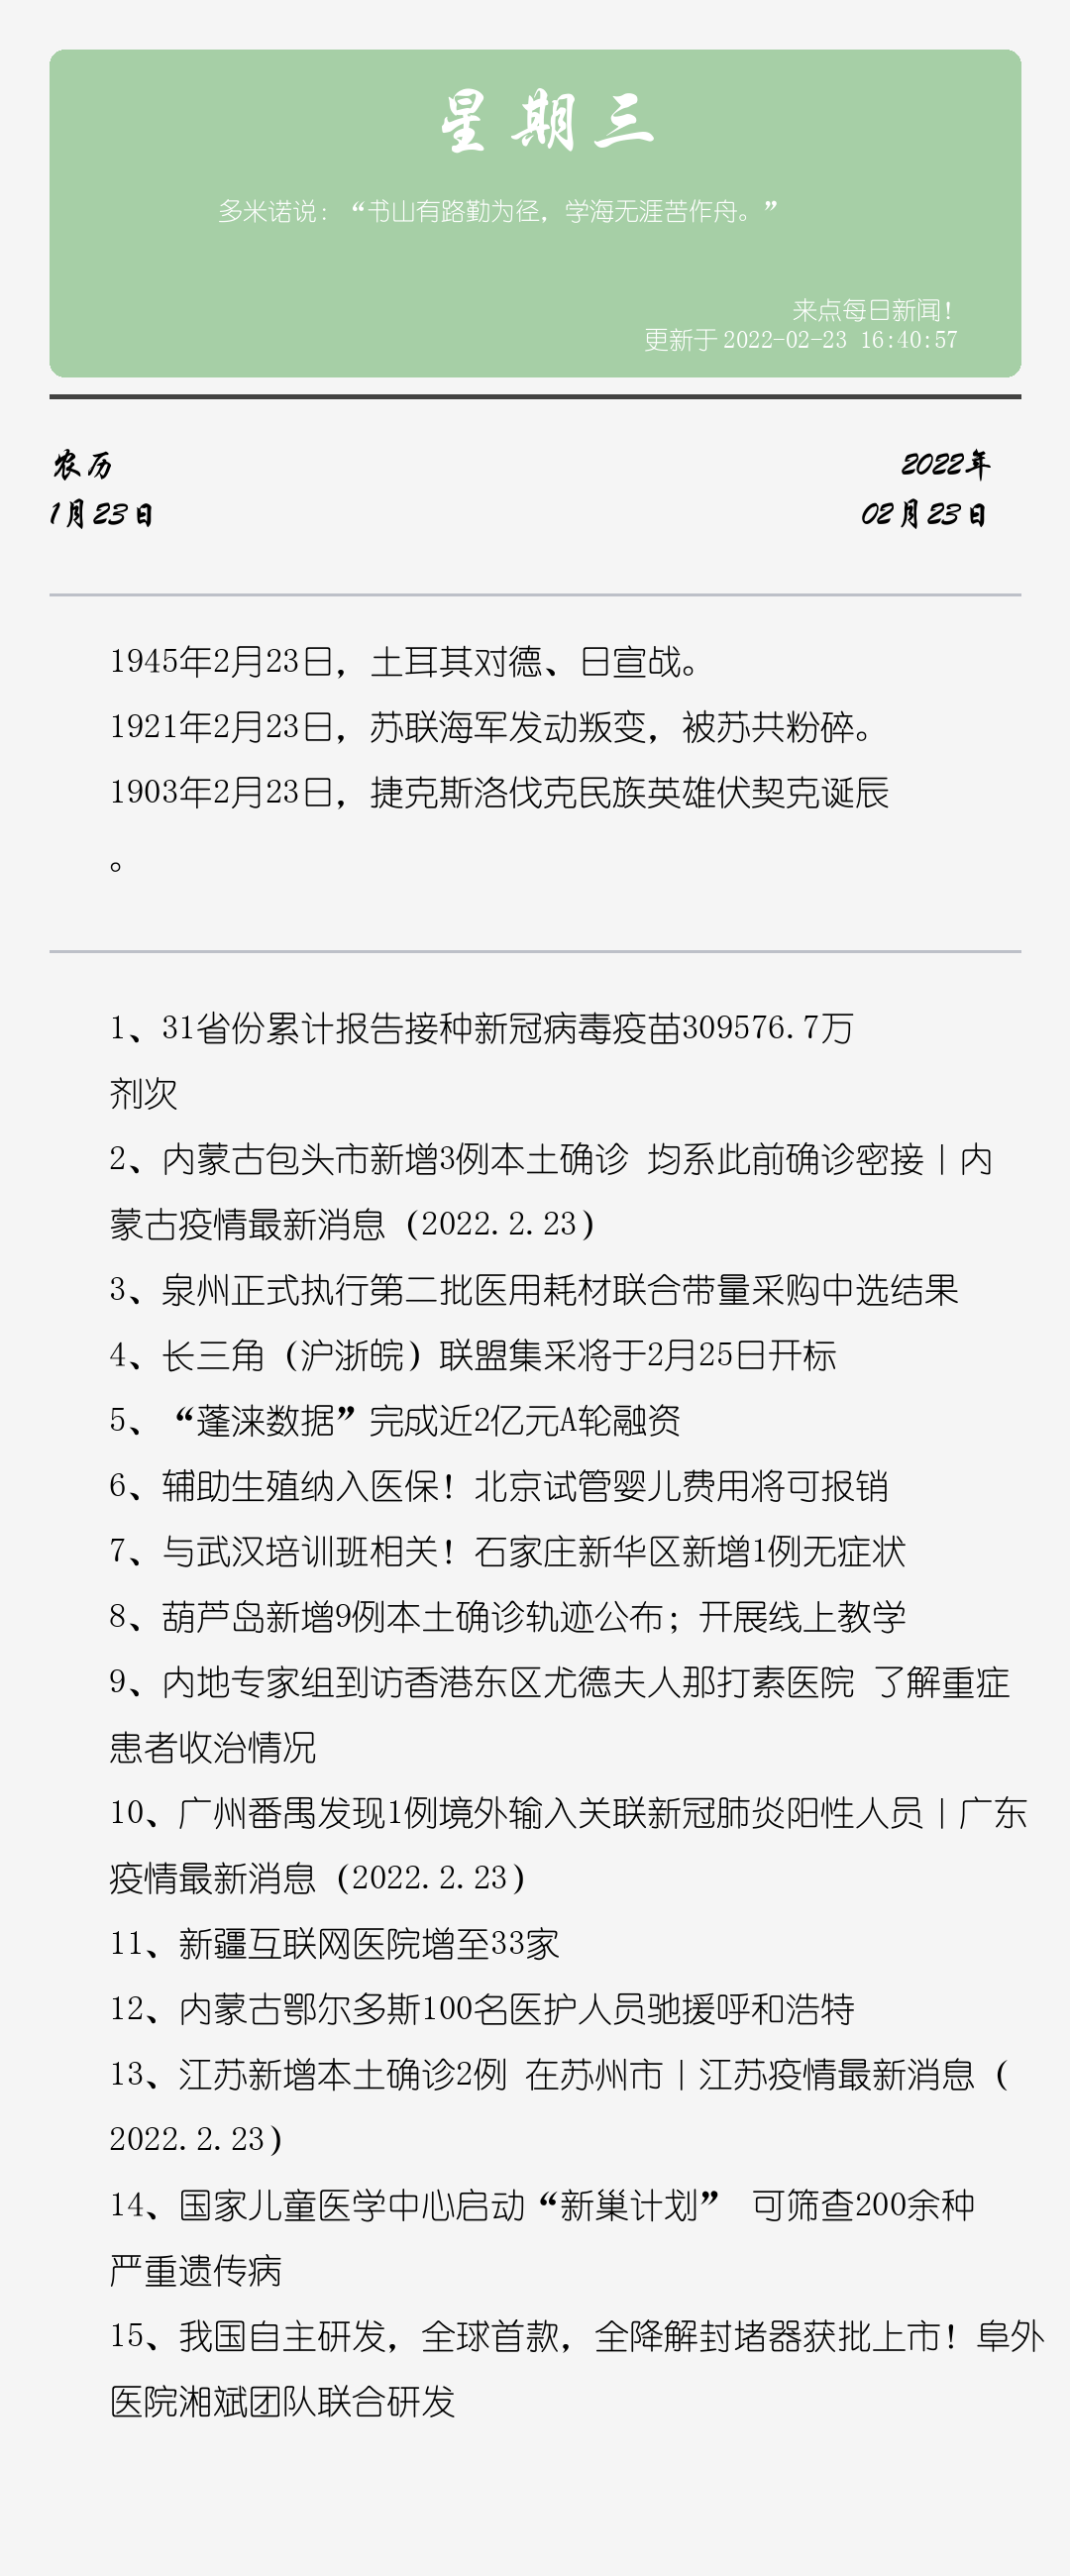 星期三
多米诺说：“书山有路勤为径，学海无涯苦作舟。”
来点每日新闻！
更新于 2022-02-23 16:40:57
农历
2022年
1月23日
02月23日
1945年2月23日，土耳其对德、日宣战。
1921年2月23日，苏联海军发动叛变，被苏共粉碎。
1903年2月23日，捷克斯洛伐克民族英雄伏契克诞辰
。
1、31省份累计报告接种新冠病毒疫苗309576.7万
剂次
2、内蒙古包头市新增3例本土确诊 均系此前确诊密接｜内
蒙古疫情最新消息（2022.2.23）
3、泉州正式执行第二批医用耗材联合带量采购中选结果
4、长三角（沪浙皖）联盟集采将于2月25日开标
5、“蓬涞数据”完成近2亿元A轮融资
6、辅助生殖纳入医保！北京试管婴儿费用将可报销
7、与武汉培训班相关！石家庄新华区新增1例无症状
8、葫芦岛新增9例本土确诊轨迹公布；开展线上教学
9、内地专家组到访香港东区尤德夫人那打素医院 了解重症
患者收治情况
10、广州番禺发现1例境外输入关联新冠肺炎阳性人员｜广东
疫情最新消息（2022.2.23）
11、新疆互联网医院增至33家
12、内蒙古鄂尔多斯100名医护人员驰援呼和浩特
13、江苏新增本土确诊2例 在苏州市｜江苏疫情最新消息（
2022.2.23）
14、国家儿童医学中心启动“新巢计划” 可筛查200余种
严重遗传病
15、我国自主研发，全球首款，全降解封堵器获批上市！阜外
医院湘斌团队联合研发